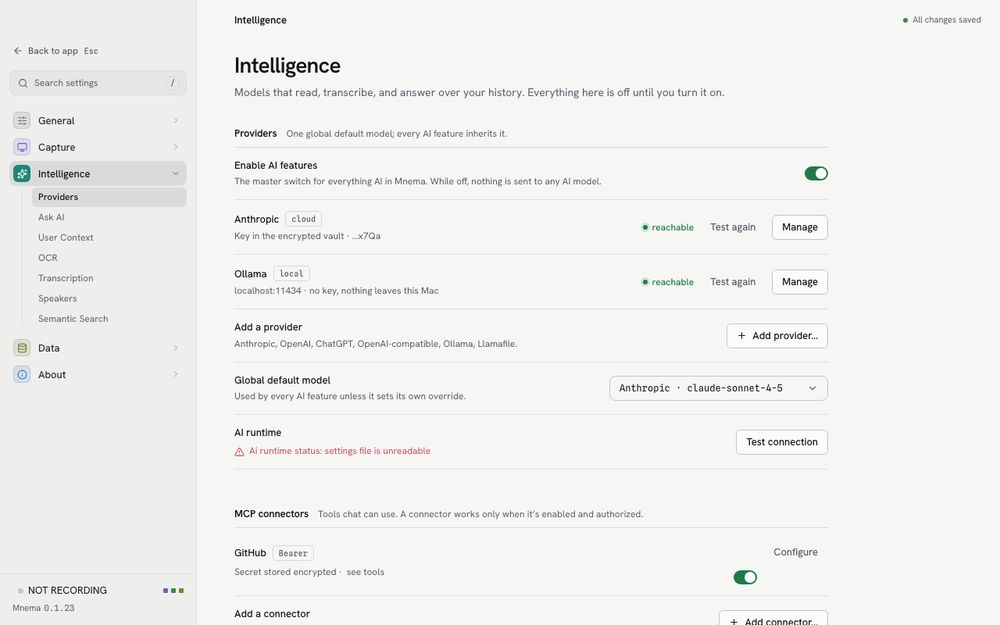 Intelligence
All changes saved
Back to app Esc
Search settings /
General
Capture
Intelligence
Providers
Ask AI
User Context
OCR
Transcription
Speakers
Semantic Search
Data
About
NOT RECORDING
Mnema 0.1.23
Intelligence
Models that read, transcribe, and answer over your history. Everything here is off until you turn it on.
Providers One global default model; every AI feature inherits it.
Enable AI features
The master switch for everything AI in Mnema. While off, nothing is sent to any AI model.
Anthropic cloud
Key in the encrypted vault · …x7Qa
reachable Test again Manage
Ollama local
localhost:11434 · no key, nothing leaves this Mac
reachable Test again Manage
Add a provider
Anthropic, OpenAI, ChatGPT, OpenAI-compatible, Ollama, Llamafile.
+ Add provider…
Global default model
Used by every AI feature unless it sets its own override.
Anthropic · claude-sonnet-4-5
AI runtime
Ai runtime status: settings file is unreadable
Test connection
MCP connectors Tools chat can use. A connector works only when it's enabled and authorized.
GitHub Bearer
Secret stored encrypted · see tools
Configure
Add a connector
+ Add connector…